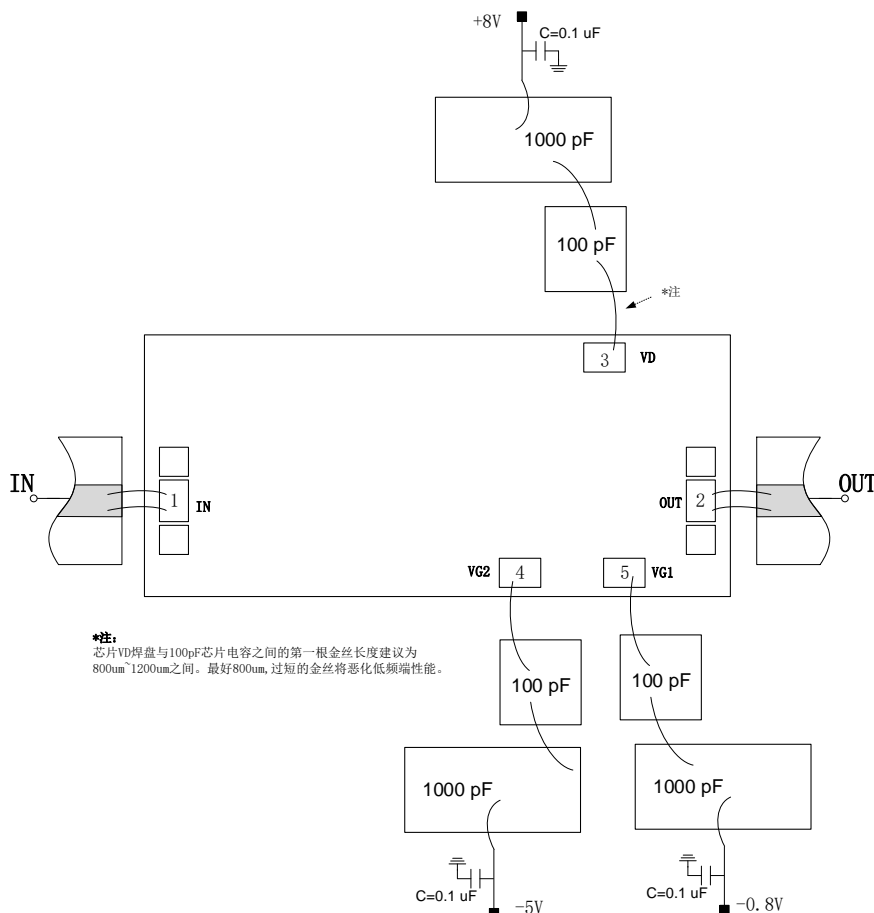 +8V
C=0.1 uF
1000 pF
100 pF
*注
3 VD
IN
1
IN
OUT 2
OUT
VG2 4
5 VG1
*注:
芯片VD焊盘与100pF芯片电容之间的第一根金丝长度建议为
800um~1200um之间。最好800um,过短的金丝将恶化低频端性能。
100 pF
100 pF
1000 pF
1000 pF
C=0.1 uF
C=0.1 uF
-5V
-0.8V